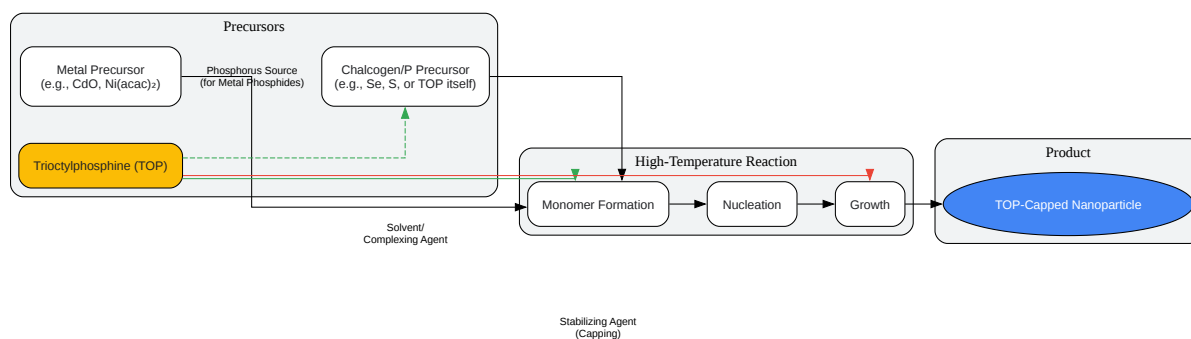 Precursors
Metal Precursor
(e.g., CdO, Ni(acac)₂)
Phosphorus Source
(for Metal Phosphides)
Chalcogen/P Precursor
(e.g., Se, S, or TOP itself)
Trioctylphosphine (TOP)
High-Temperature Reaction
Monomer Formation
Nucleation
Growth
Product
TOP-Capped Nanoparticle
Solvent/
Complexing Agent
Stabilizing Agent
(Capping)